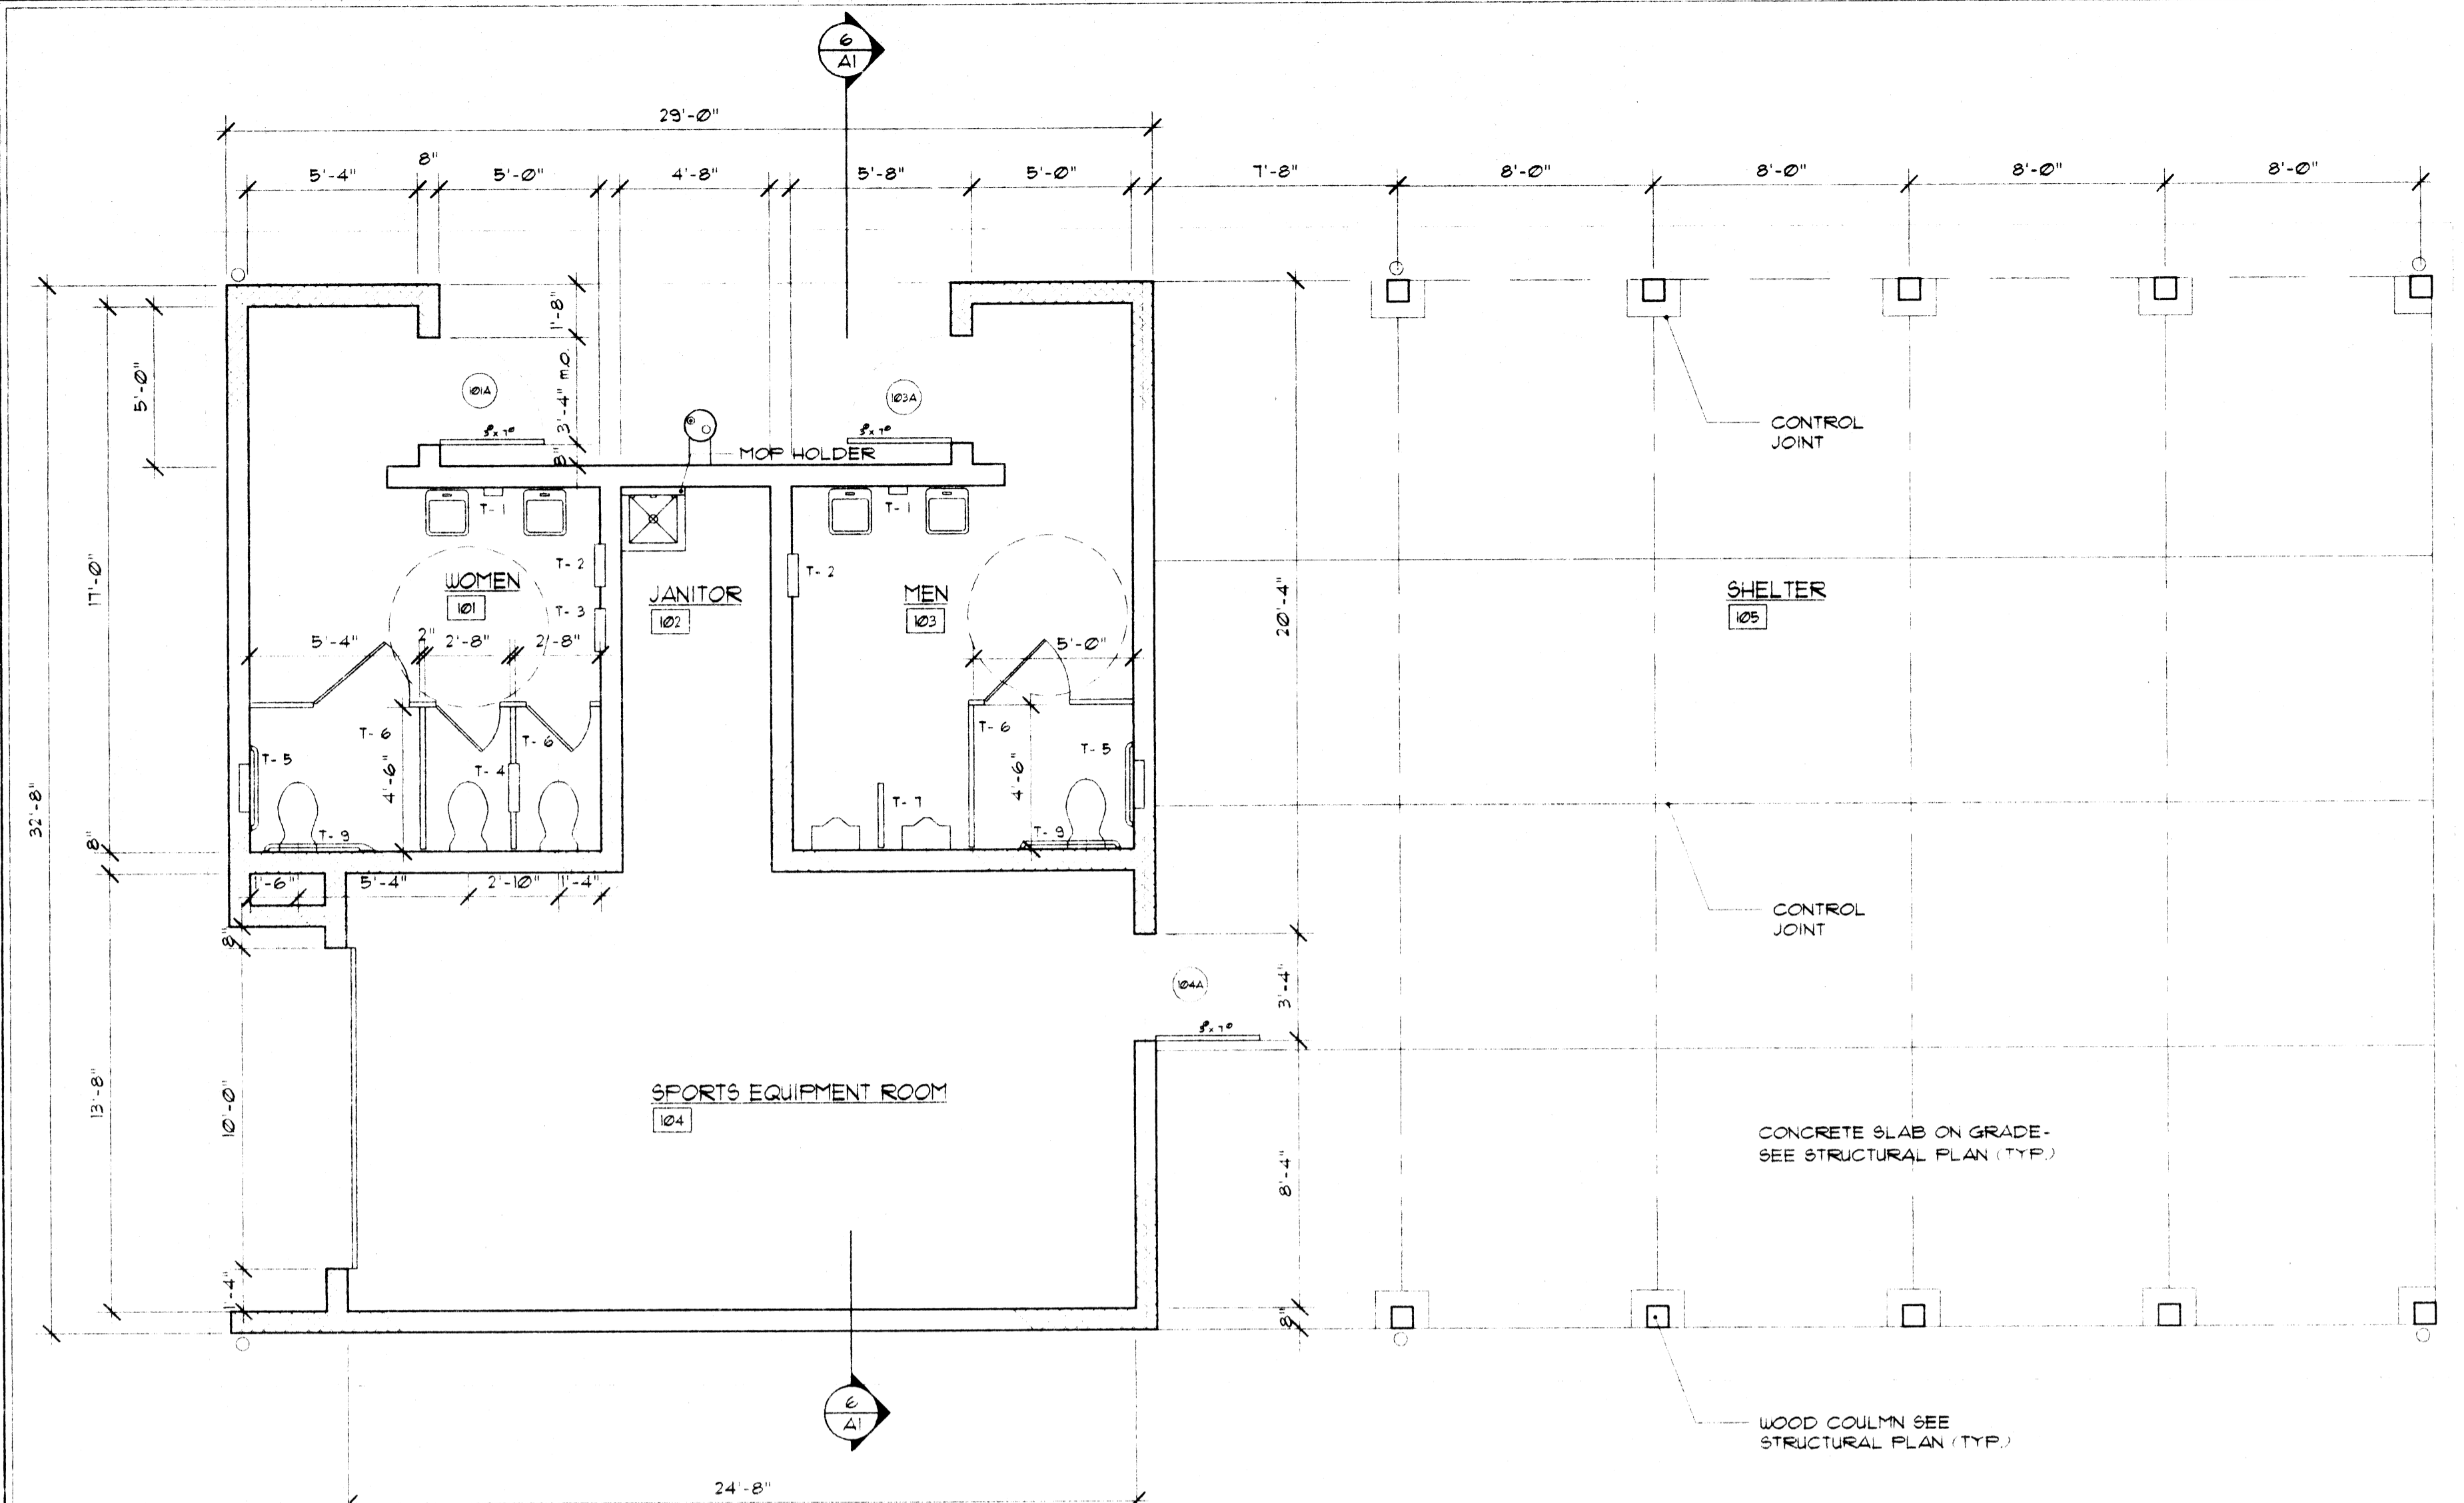 6
A1
29'-0"
5'-4"
8"
5'-0"
4'-8"
5'-8"
5'-0"
7'-8"
8'-0"
8'-0"
8'-0"
8'-0"
1'-8"
3'-4" m.o.
8"
5'-0"
17'-0"
8"
32'-8"
13'-8"
101A
3⁰ x 7⁰
103A
3⁰ x 7⁰
MOP HOLDER
T-1
T-1
T-2
T-2
T-3
WOMEN
101
JANITOR
102
MEN
103
SHELTER
105
20'-4"
5'-4"
2"
2'-8"
2'-8"
5'-0"
T-6
T-6
T-6
T-5
T-4
T-5
4'-6"
4'-6"
T-7
T-9
T-9
1'-6"
5'-4"
2'-10"
1'-4"
8"
10'-0"
1'-4"
CONTROL
JOINT
CONTROL
JOINT
104A
3⁰ x 7⁰
3'-4"
8'-4"
8"
SPORTS EQUIPMENT ROOM
104
CONCRETE SLAB ON GRADE-
SEE STRUCTURAL PLAN (TYP.)
6
A1
WOOD COULMN SEE
STRUCTURAL PLAN (TYP.)
24'-8"